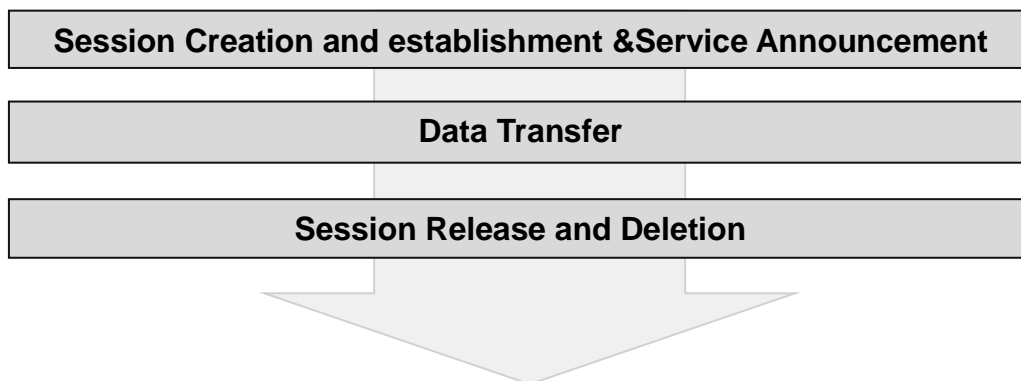 Session Creation and establishment &Service Announcement
Data Transfer
Session Release and Deletion